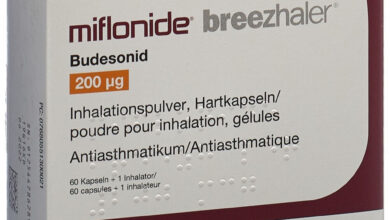 miflonide® breezhaler®
Budesonid
200 µg
Inhalationspulver, Hartkapseln/
poudre pour inhalation, gélules
Antiasthmatikum/Antiasthmatique
60 Kapseln + 1 Inhalator/
60 capsules + 1 inhalateur